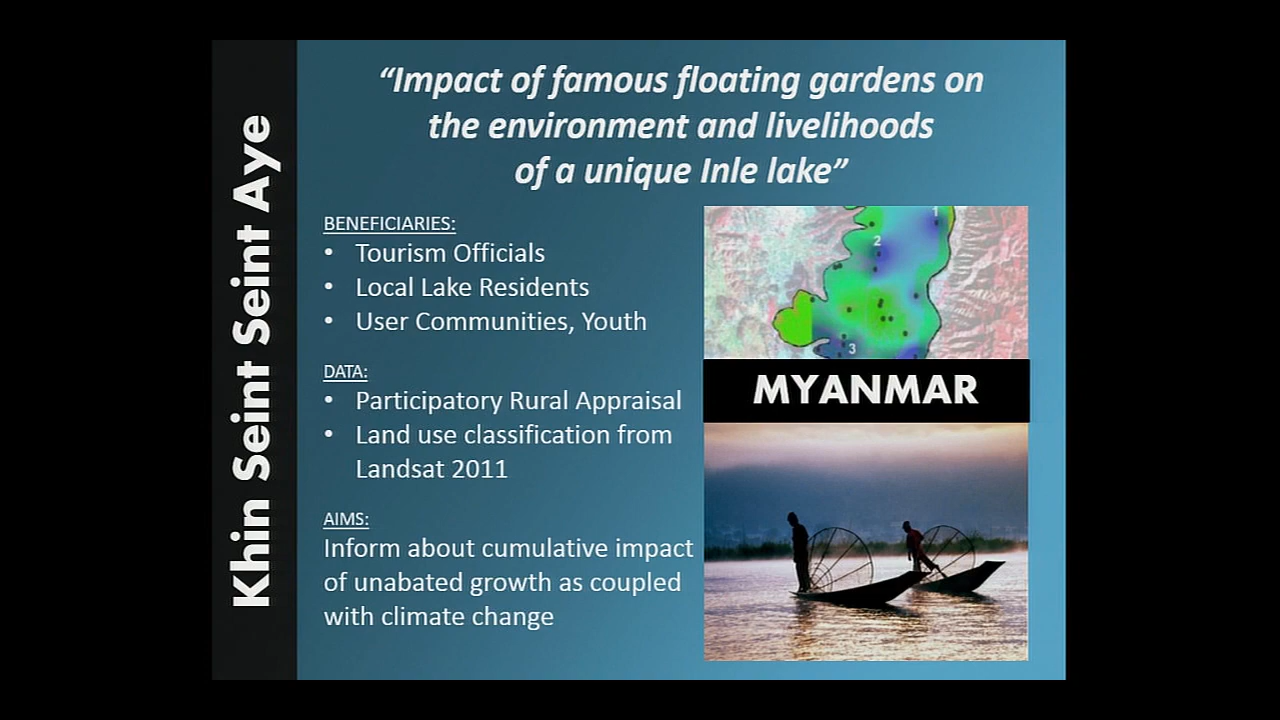 “Impact of famous floating gardens on
the environment and livelihoods
of a unique Inle lake”
Khin Seint Seint Aye
BENEFICIARIES:
• Tourism Officials
• Local Lake Residents
• User Communities, Youth
DATA:
• Participatory Rural Appraisal
• Land use classification from
Landsat 2011
AIMS:
Inform about cumulative impact
of unabated growth as coupled
with climate change
1
2
3
MYANMAR